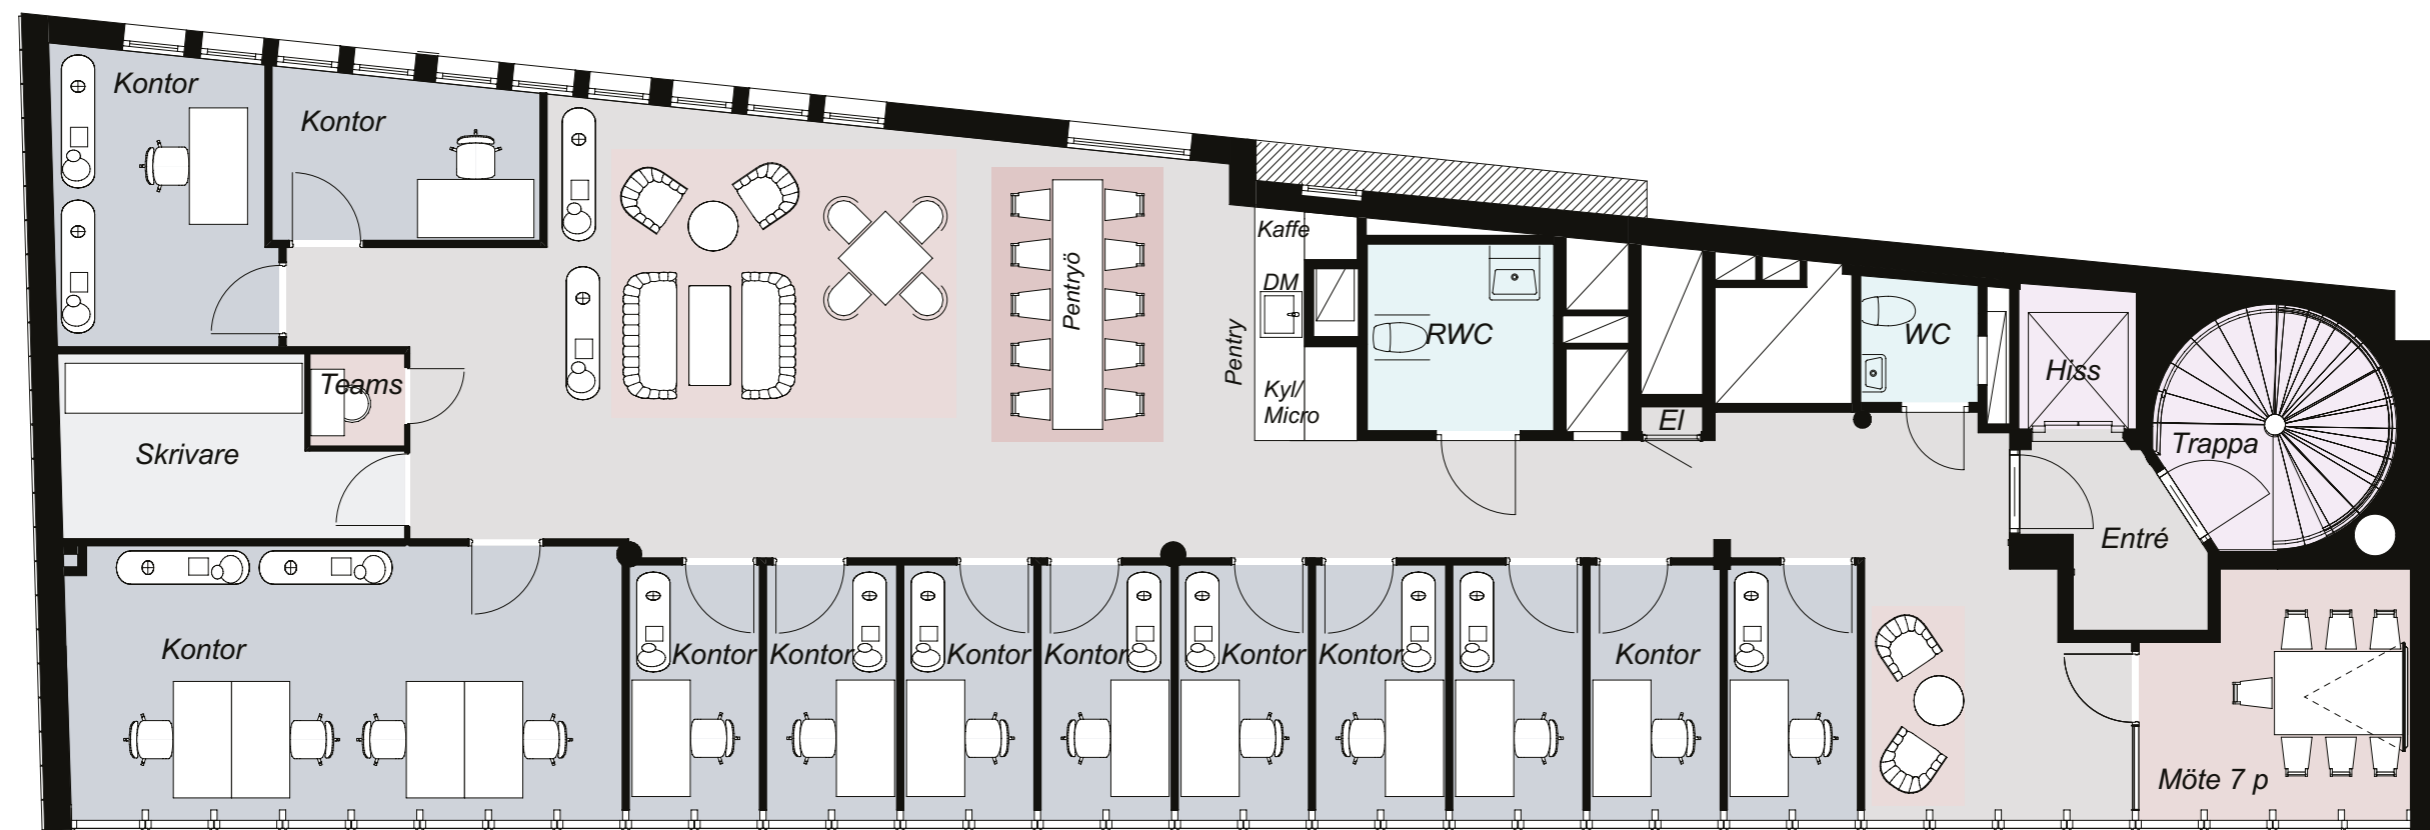 Kontor
Kontor
Kaffe
DM
Pentryö
Pentry
RWC
WC
Hiss
Kyl/
Micro
Teams
El
Trappa
Skrivare
Entré
Kontor
Kontor
Kontor
Kontor
Kontor
Kontor
Kontor
Kontor
Möte 7 p